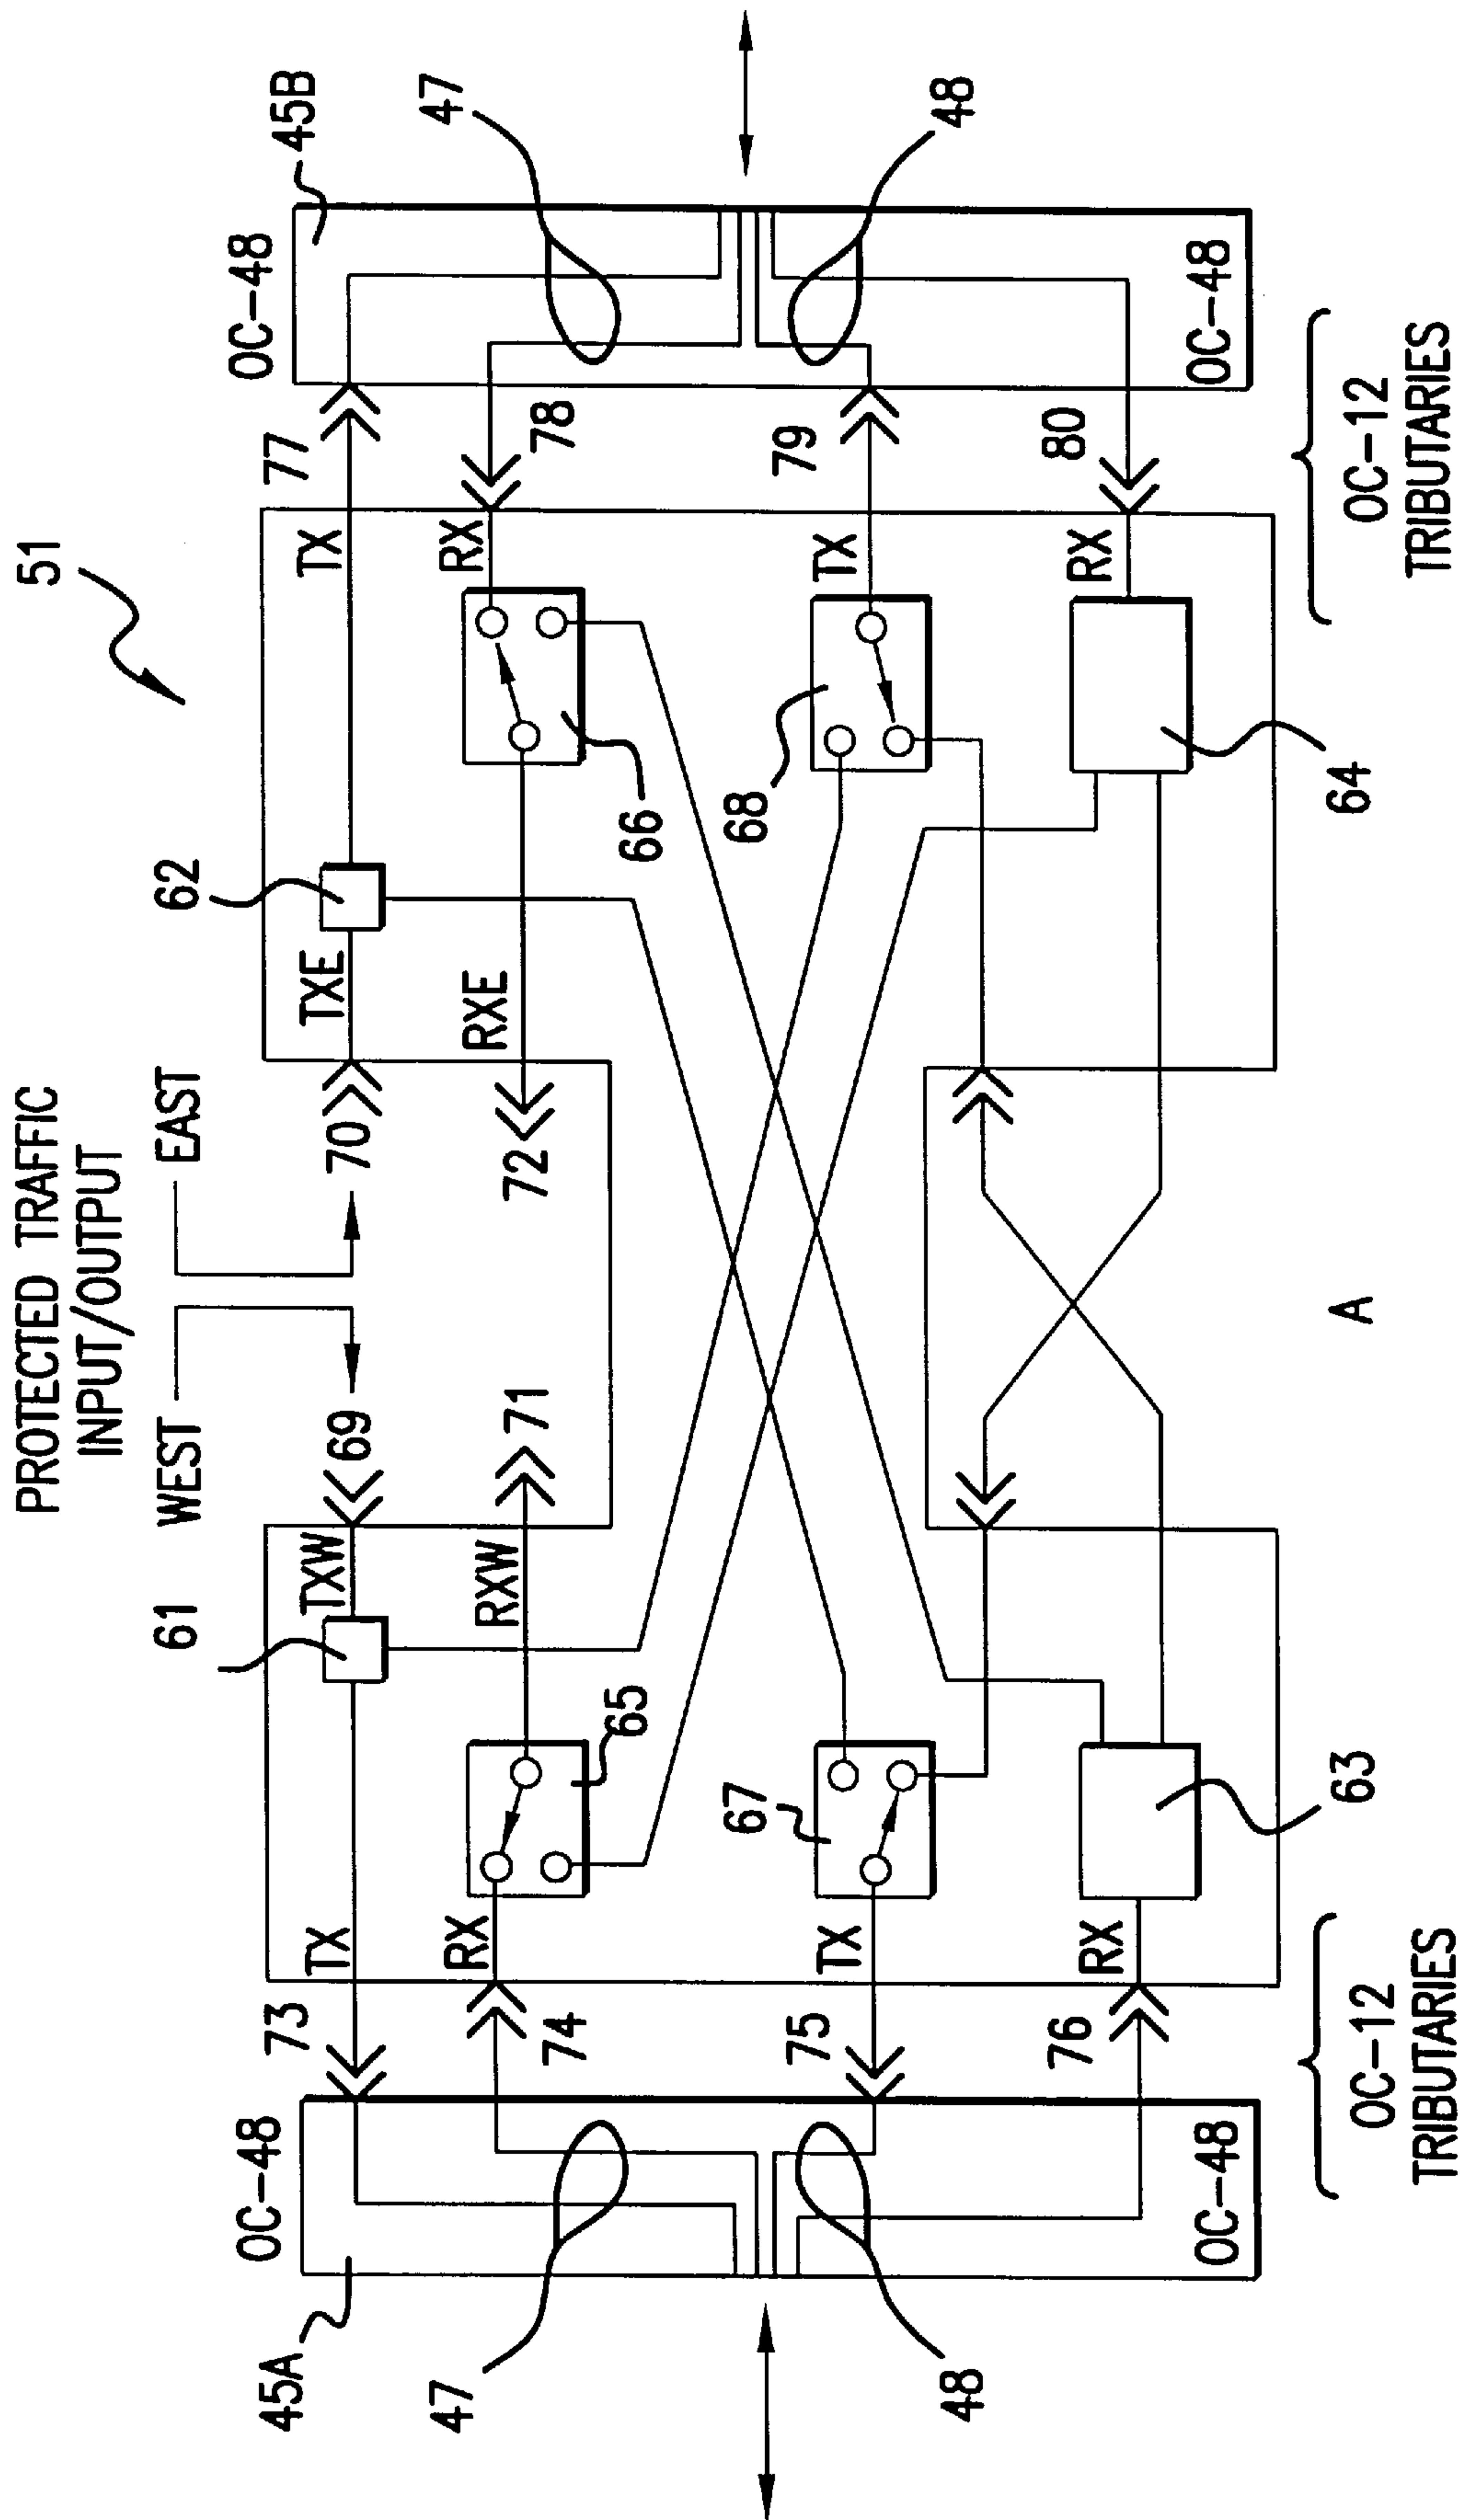 PROTECTED TRAFFIC
INPUT/OUTPUT
51
WEST
EAST
61
62
45A
OC-48
73
TX
TXW
69
70
TXE
TX
77
OC-48
45B
47
74
RX
RXW
71
72
RXE
RX
78
47
65
66
67
68
75
TX
TX
79
48
48
76
RX
RX
80
OC-48
OC-48
63
A
64
OC-12
TRIBUTARIES
OC-12
TRIBUTARIES